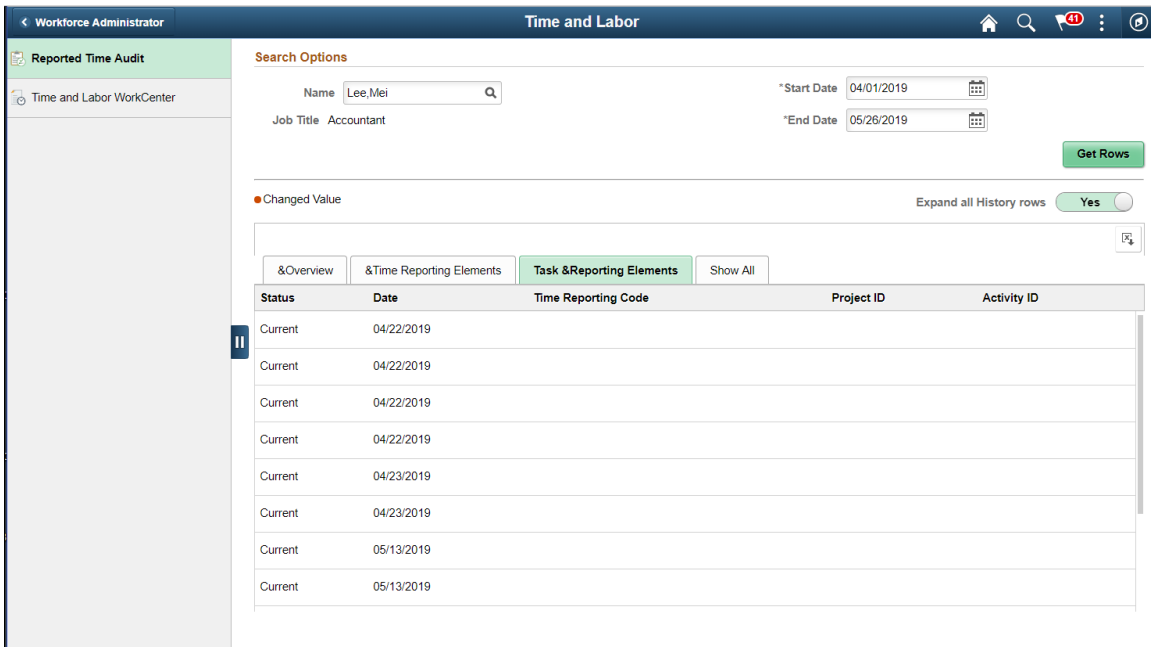 Workforce Administrator
Time and Labor
41
Reported Time Audit
Time and Labor WorkCenter
Search Options
Name Lee,Mei
*Start Date 04/01/2019
Job Title Accountant
*End Date 05/26/2019
Get Rows
Changed Value
Expand all History rows Yes
&Overview &Time Reporting Elements Task &Reporting Elements Show All
Status Date Time Reporting Code Project ID Activity ID
Current 04/22/2019
Current 04/22/2019
Current 04/22/2019
Current 04/22/2019
Current 04/23/2019
Current 04/23/2019
Current 05/13/2019
Current 05/13/2019